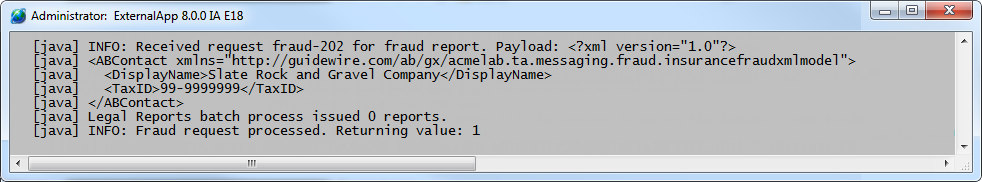 Administrator: ExternalApp 8.0.0 IA E18
[java] INFO: Received request fraud-202 for fraud report. Payload: <?xml version="1.0"?>
[java] <ABContact xmlns="http://guidewire.com/ab/gx/acmelab.ta.messaging.fraud.insurancefraudxmlmodel">
[java]   <DisplayName>Slate Rock and Gravel Company</DisplayName>
[java]   <TaxID>99-9999999</TaxID>
[java] </ABContact>
[java] Legal Reports batch process issued 0 reports.
[java] INFO: Fraud request processed. Returning value: 1